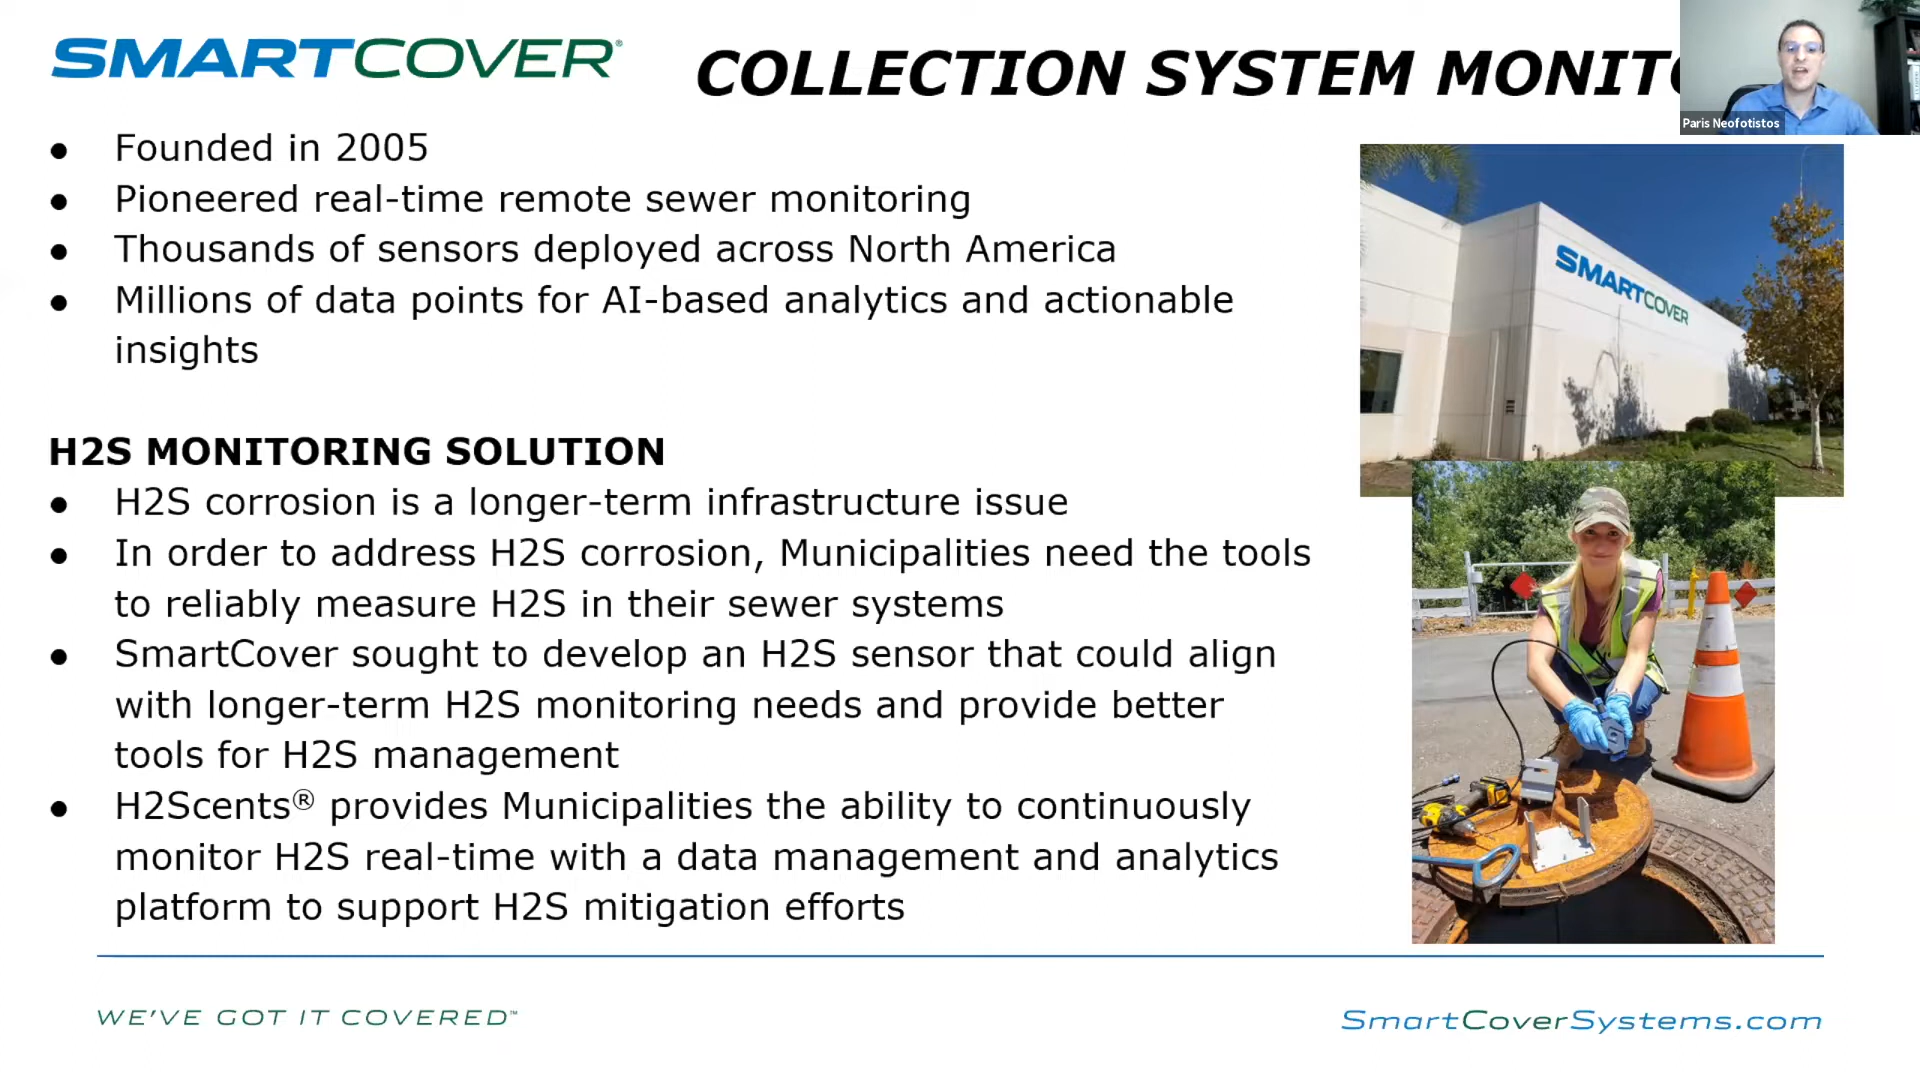 SMARTCOVER®
COLLECTION SYSTEM
Paris Neofotistos
● Founded in 2005
● Pioneered real-time remote sewer monitoring
● Thousands of sensors deployed across North America
● Millions of data points for AI-based analytics and actionable
insights
SMARTCOVER
H2S MONITORING SOLUTION
● H2S corrosion is a longer-term infrastructure issue
● In order to address H2S corrosion, Municipalities need the tools
to reliably measure H2S in their sewer systems
● SmartCover sought to develop an H2S sensor that could align
with longer-term H2S monitoring needs and provide better
tools for H2S management
● H2Scents® provides Municipalities the ability to continuously
monitor H2S real-time with a data management and analytics
platform to support H2S mitigation efforts
WE'VE GOT IT COVERED™
SmartCoverSystems.com